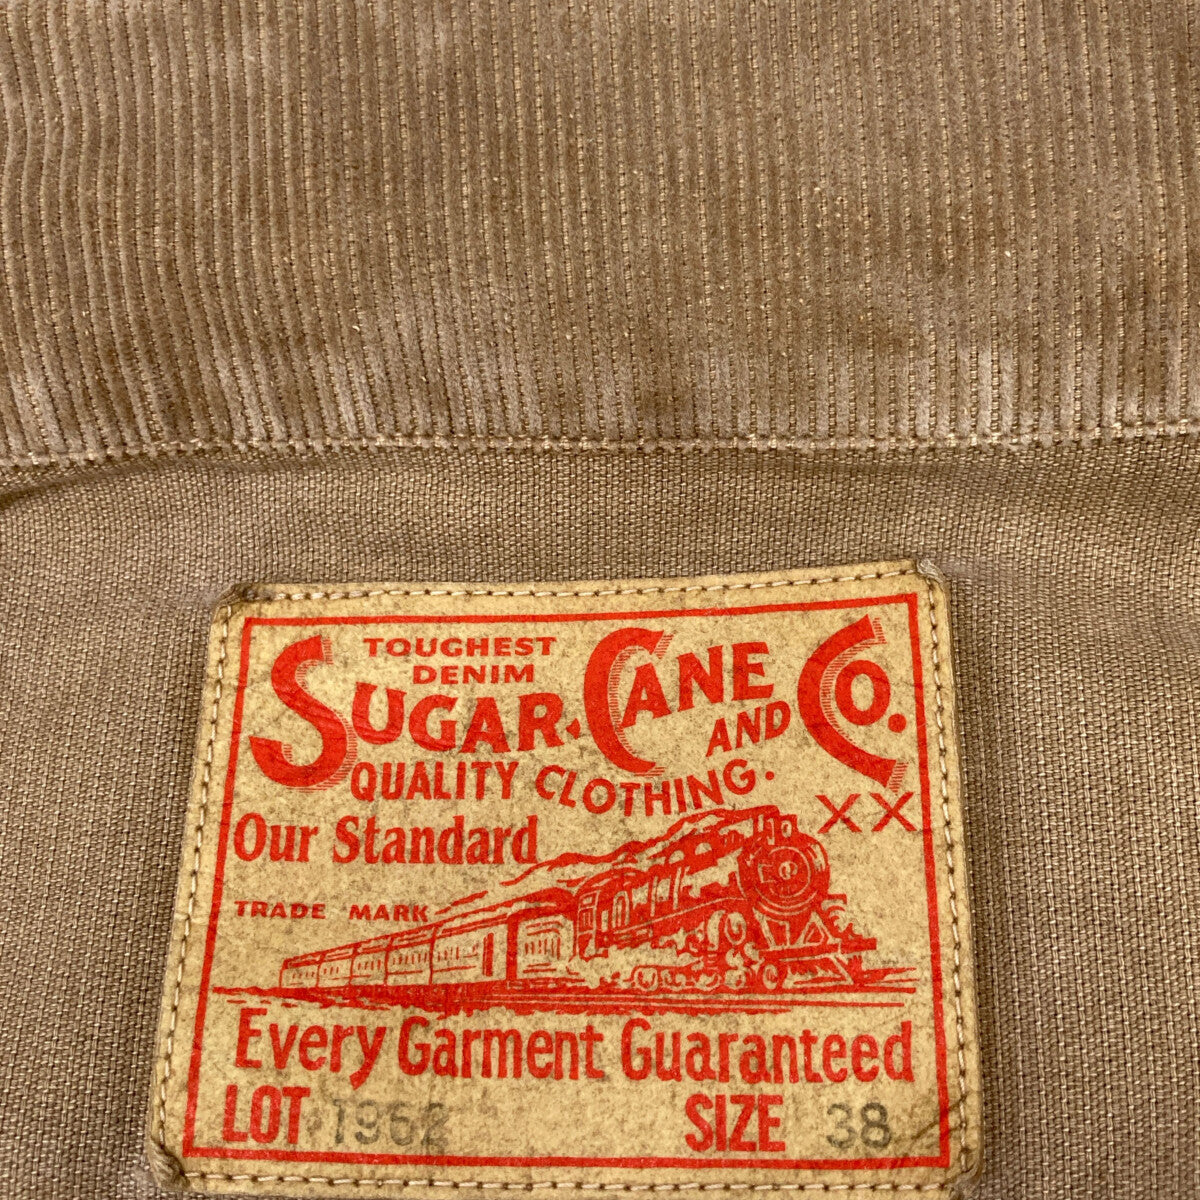 TOUGHEST
DENIM
SUGAR CANE CO.
AND
QUALITY CLOTHING.
XX
Our Standard
TRADE MARK
Every Garment Guaranteed
LOT 1962 SIZE 38